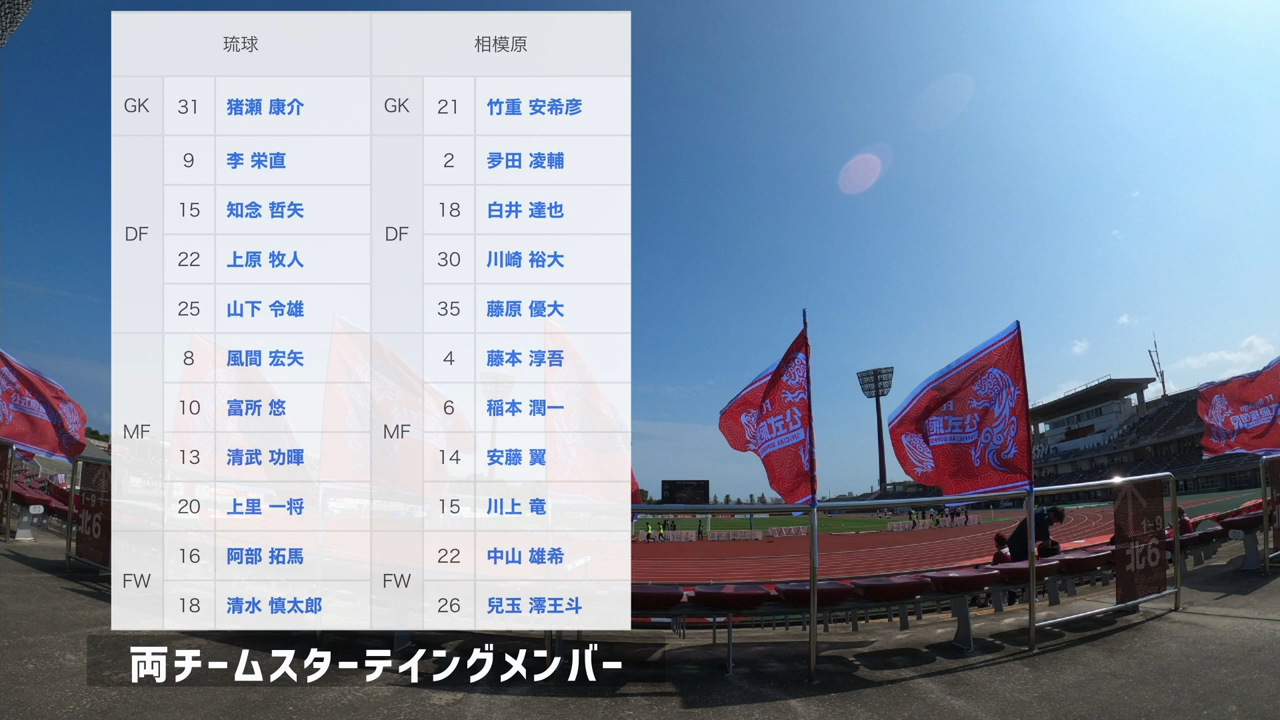 琉球 相模原
GK 31 猪瀬 康介 GK 21 竹重 安希彦
DF 9 李 栄直 DF 2 夛田 凌輔
15 知念 哲矢 18 白井 達也
22 上原 牧人 30 川崎 裕大
25 山下 令雄 35 藤原 優大
MF 8 風間 宏矢 MF 4 藤本 淳吾
10 富所 悠 6 稲本 潤一
13 清武 功暉 14 安藤 翼
20 上里 一将 15 川上 竜
FW 16 阿部 拓馬 FW 22 中山 雄希
18 清水 慎太郎 26 兒玉 澪王斗
両チームスターテイングメンバー
北6
北6